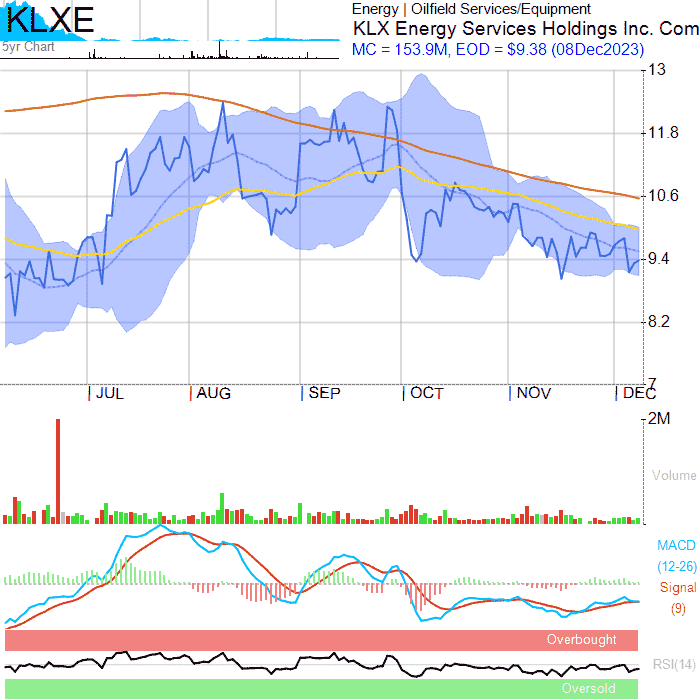 KLXE
5yr Chart
Energy | Oilfield Services/Equipment
KLX Energy Services Holdings Inc. Com
MC = 153.9M, EOD = $9.38 (08Dec2023)
13
11.8
10.6
9.4
8.2
7
JUL AUG SEP OCT NOV DEC
2M
Volume
MACD
(12-26)
Signal
(9)
Overbought
RSI(14)
Oversold